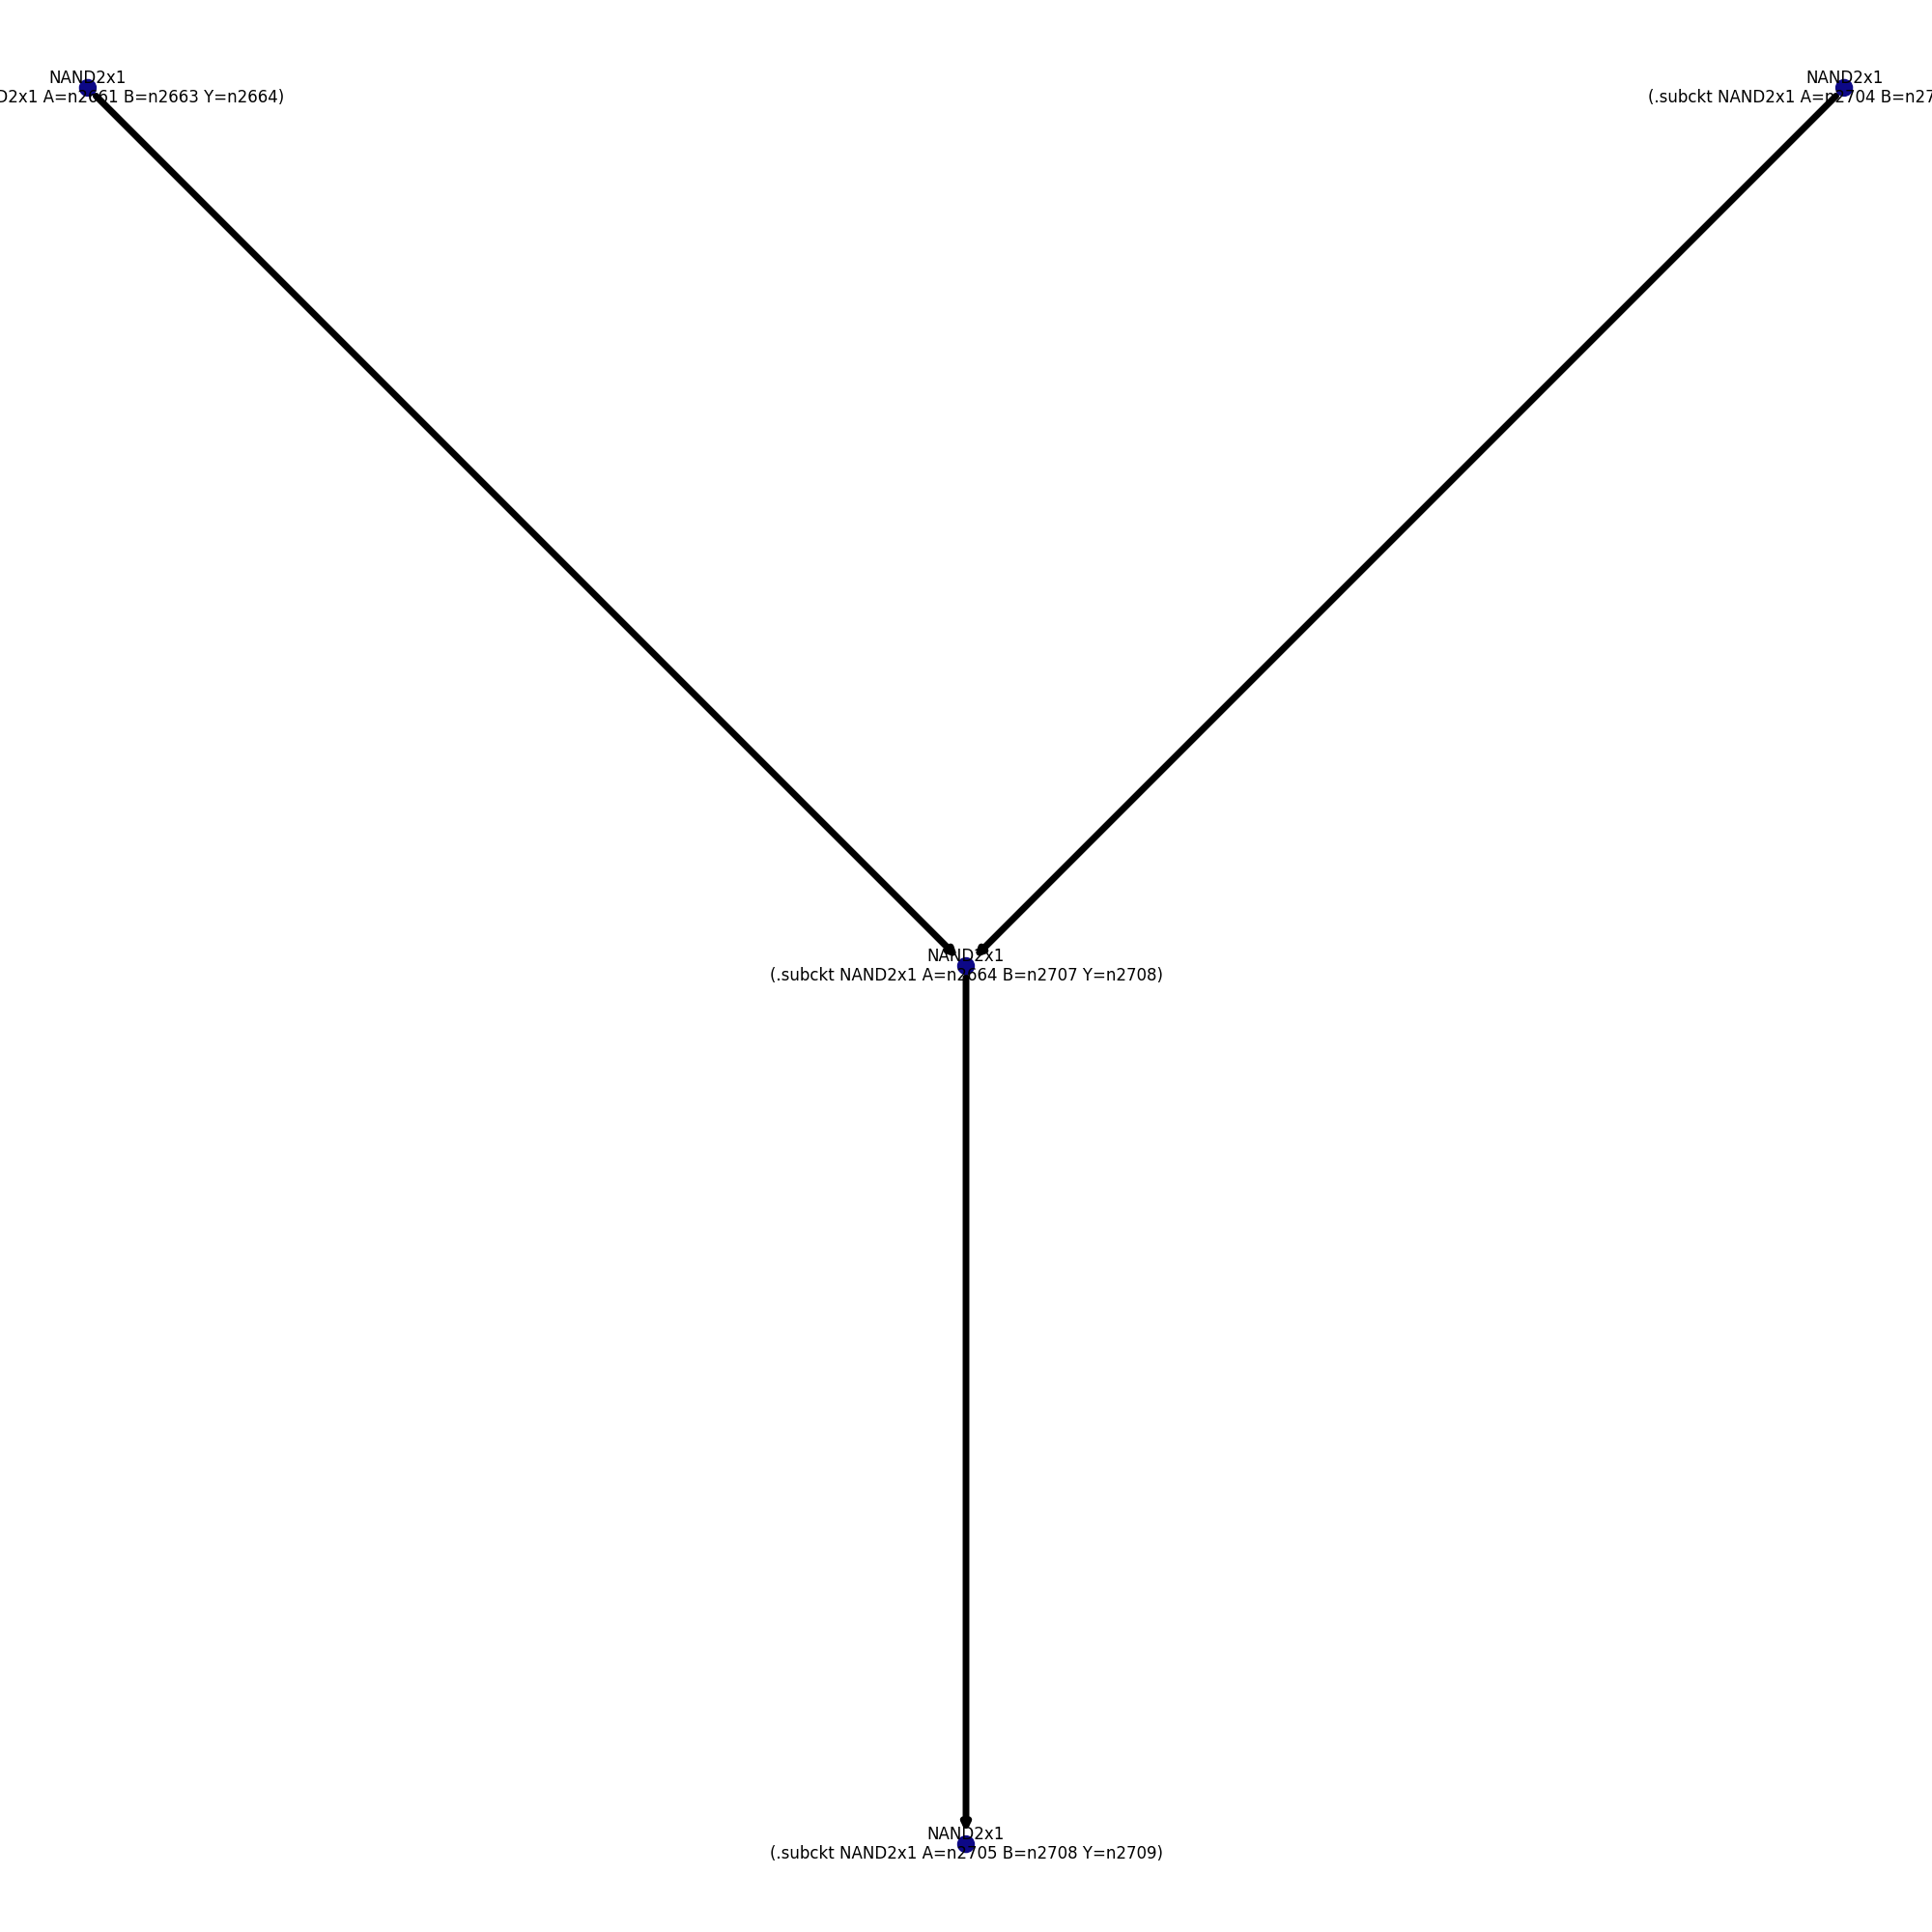 NAND2x1
D2x1 A=n2661 B=n2663 Y=n2664)
NAND2x1
(.subckt NAND2x1 A=n2704 B=n27
NAND2x1
(.subckt NAND2x1 A=n2664 B=n2707 Y=n2708)
NAND2x1
(.subckt NAND2x1 A=n2705 B=n2708 Y=n2709)